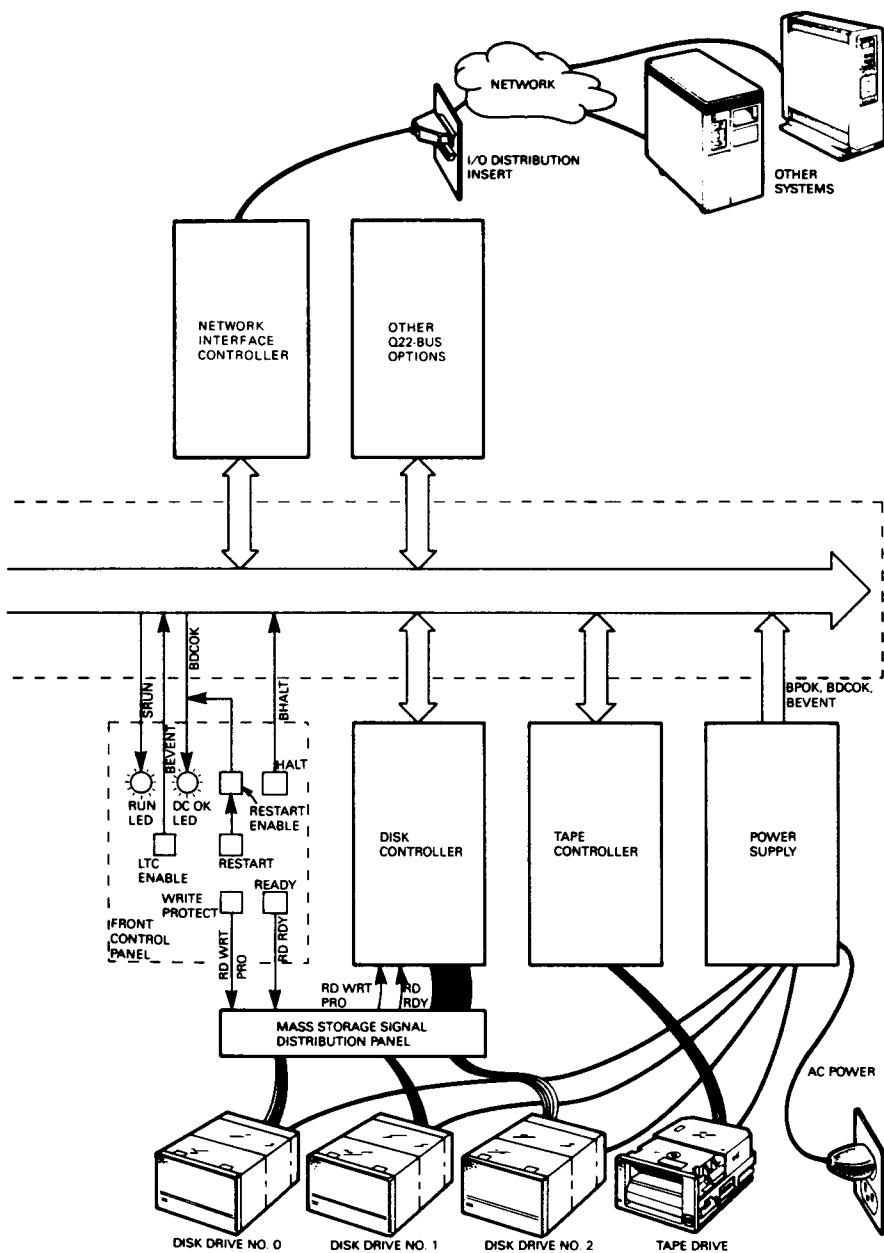 NETWORK
I/O DISTRIBUTION
INSERT
OTHER
SYSTEMS
NETWORK
INTERFACE
CONTROLLER
OTHER
Q22-BUS
OPTIONS
SRUN
BEVENT
BDCOK
BHALT
BPOK, BDCOK,
BEVENT
RUN
LED
DC OK
LED
RESTART
ENABLE
HALT
LTC
ENABLE
RESTART
WRITE
PROTECT
READY
FRONT
CONTROL
PANEL
RD WRT
PRO
RD RDY
DISK
CONTROLLER
TAPE
CONTROLLER
POWER
SUPPLY
RD WRT
PRO
RD
RDY
MASS STORAGE SIGNAL
DISTRIBUTION PANEL
AC POWER
DISK DRIVE NO. 0
DISK DRIVE NO. 1
DISK DRIVE NO. 2
TAPE DRIVE